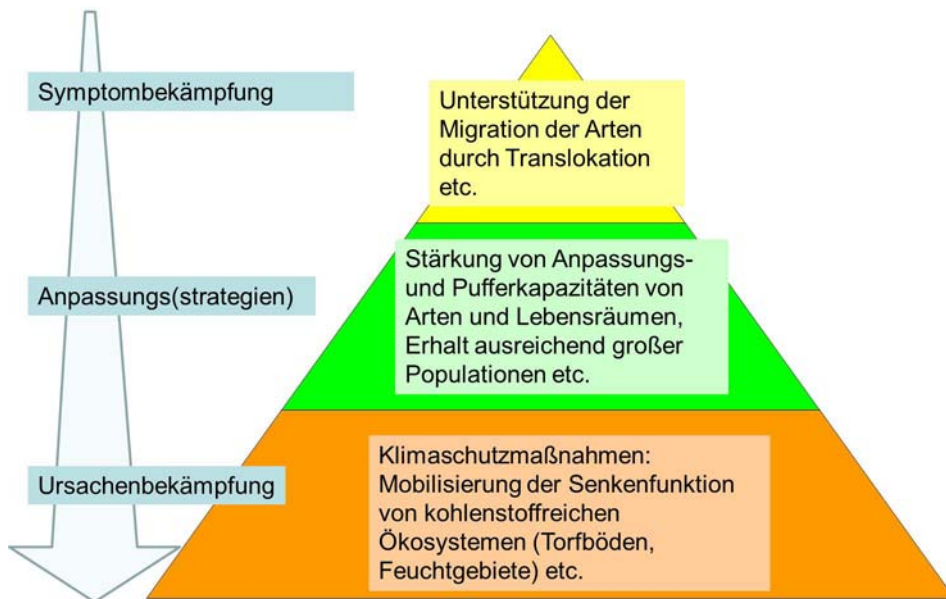 Symptombekämpfung
Unterstützung der
Migration der Arten
durch Translokation
etc.
Anpassungs(strategien)
Stärkung von Anpassungs-
und Pufferkapazitäten von
Arten und Lebensräumen,
Erhalt ausreichend großer
Populationen etc.
Ursachenbekämpfung
Klimaschutzmaßnahmen:
Mobilisierung der Senkenfunktion
von kohlenstoffreichen
Ökosystemen (Torfböden,
Feuchtgebiete) etc.